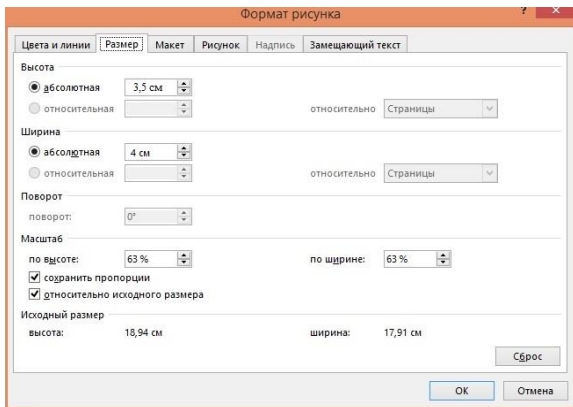 Формат рисунка ? ×
Цвета и линии Размер Макет Рисунок Надпись Замещающий текст
Высота
абсолютная 3,5 см
относительная относительно Страницы
Ширина
абсолютная 4 см
относительная относительно Страницы
Поворот
поворот: 0°
Масштаб
по высоте: 63 % по ширине: 63 %
сохранить пропорции
относительно исходного размера
Исходный размер
высота: 18,94 см ширина: 17,91 см
Сброс
ОК Отмена